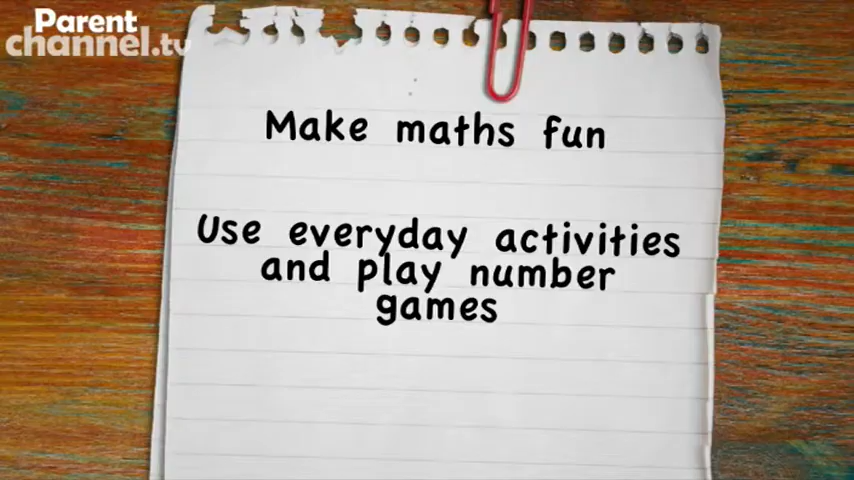 Parent
channel.tv
Make maths fun
Use everyday activities
and play number
games